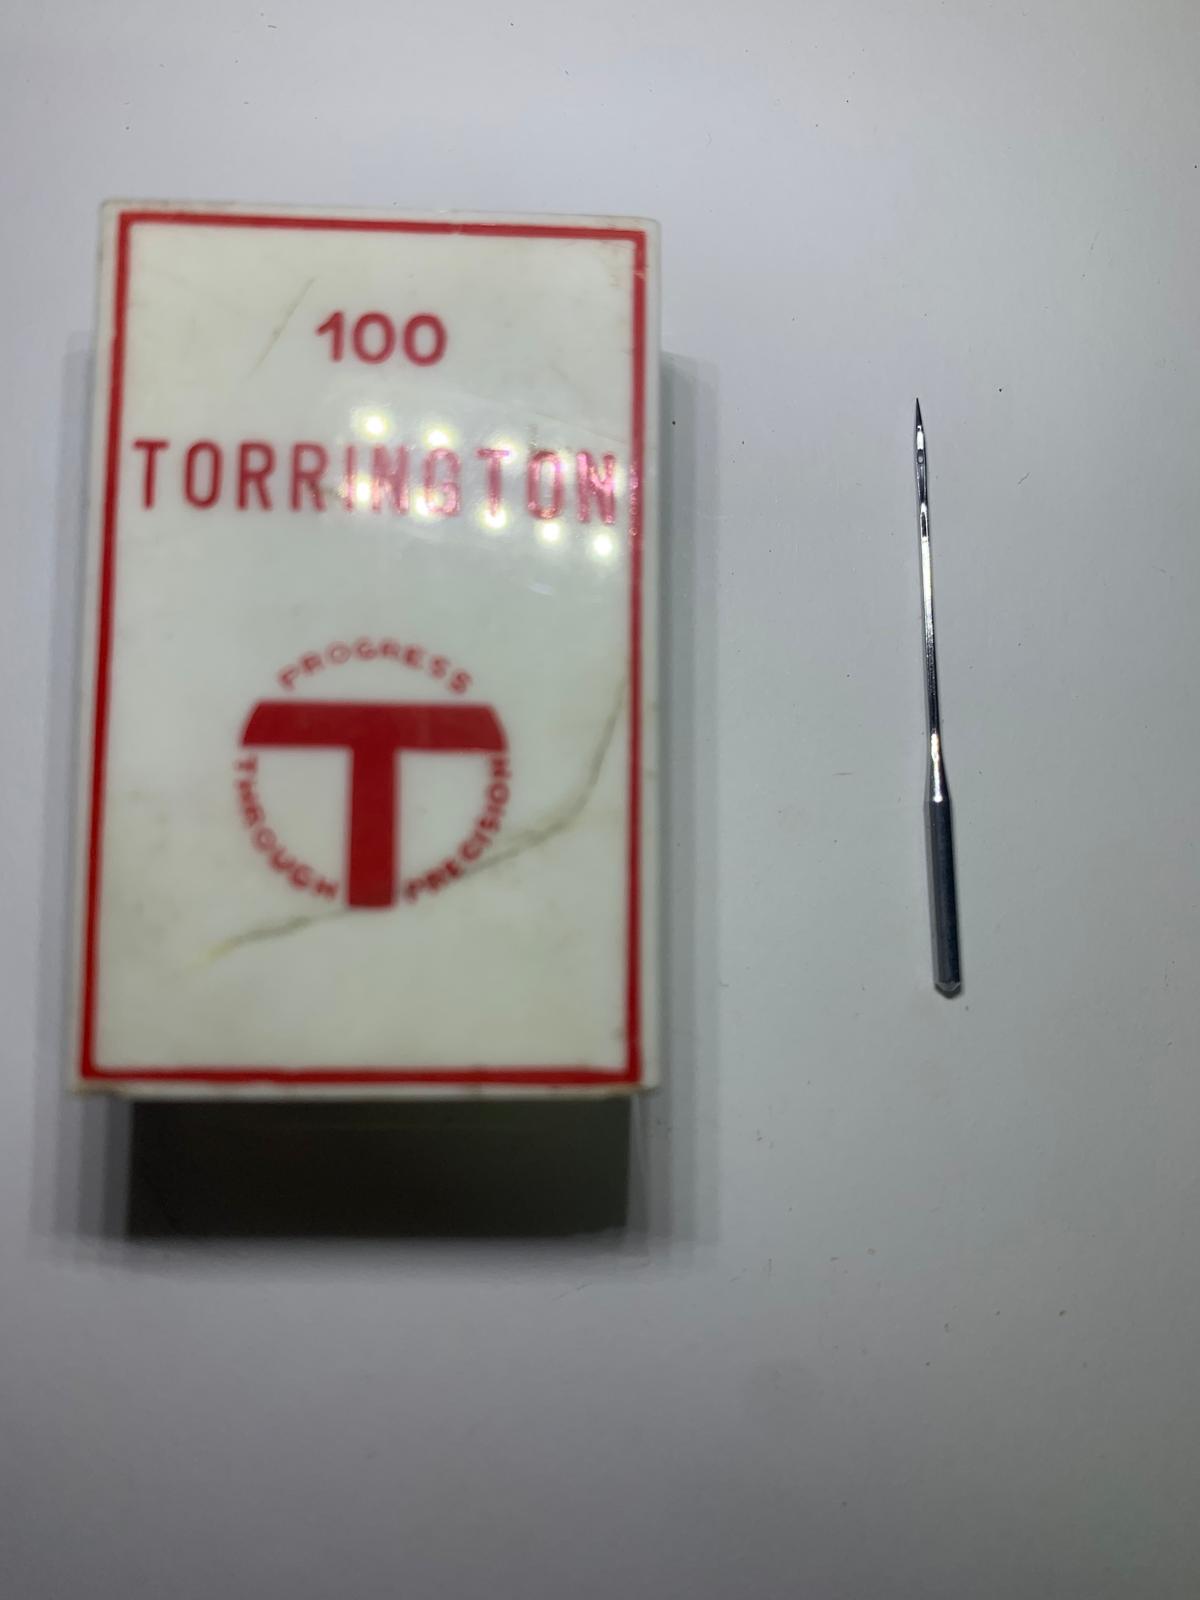 100
TORRINGTON
PROGRESS
THROUGH PRECISION